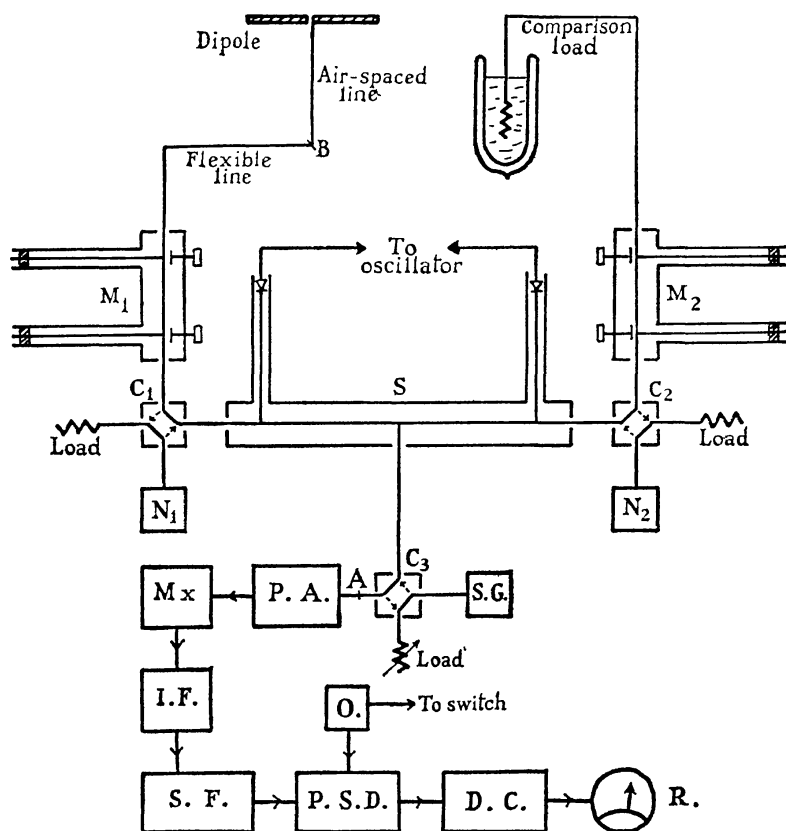 Dipole
Air-spaced
line
Comparison
load
B
Flexible
line
To
oscillator
M1
M2
C1
S
C2
Load
Load
N1
N2
C3
Mx
P. A.
A
S.G.
Load
I.F.
O.
To switch
S. F.
P. S.D.
D. C.
R.